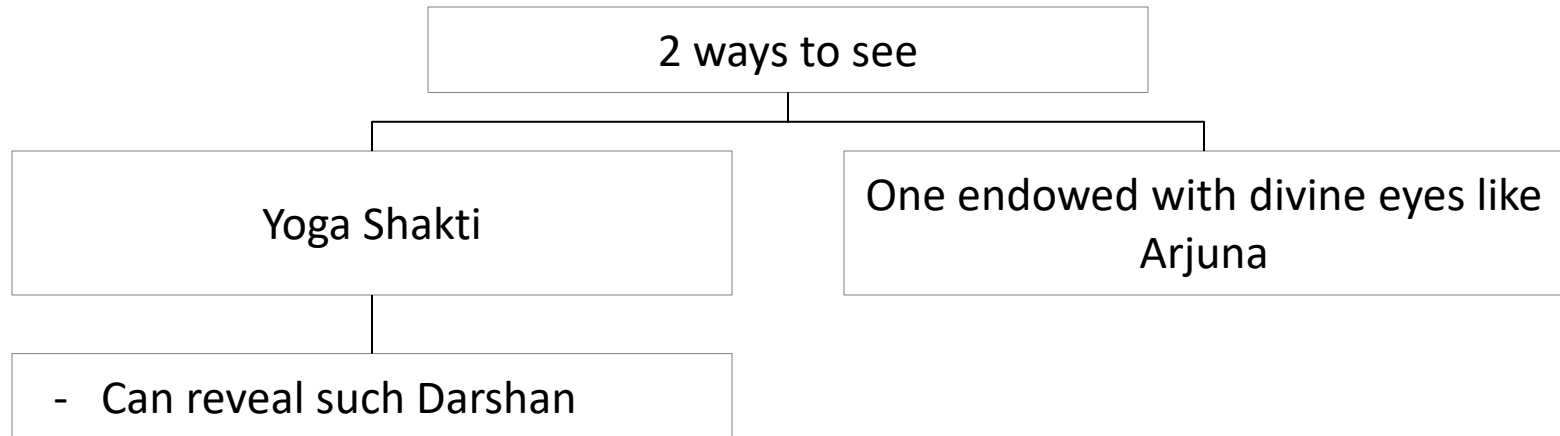 2 ways to see
Yoga Shakti
One endowed with divine eyes like
Arjuna
- Can reveal such Darshan